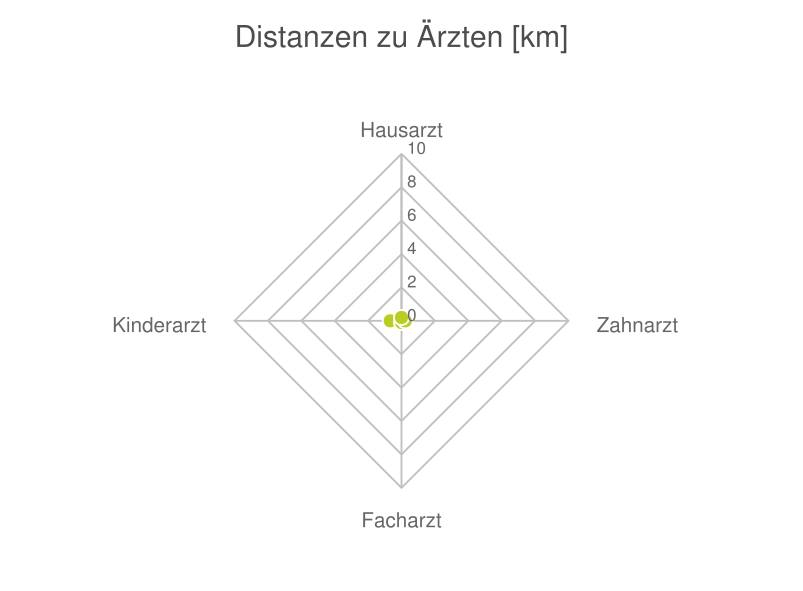 Distanzen zu Ärzten [km]
Hausarzt
10
8
6
4
2
0
Kinderarzt
Zahnarzt
Facharzt